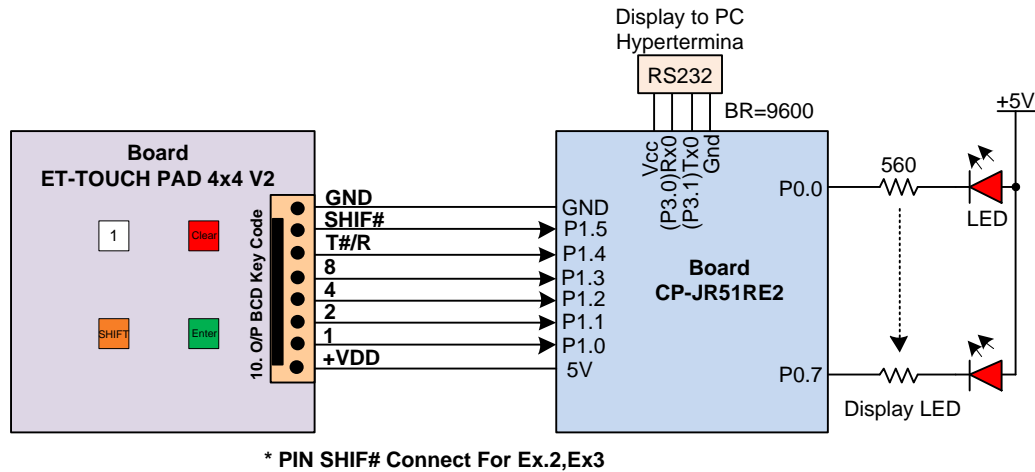 Display to PC
Hypertermina
RS232
BR=9600
+5V
Board
ET-TOUCH PAD 4x4 V2
1
Clear
SHIFT
Enter
10. O/P BCD Key Code
GND
SHIF#
T#/R
8
4
2
1
+VDD
Vcc
(P3.0)Rx0
(P3.1)Tx0
Gnd
GND
P1.5
P1.4
P1.3
P1.2
P1.1
P1.0
5V
Board
CP-JR51RE2
P0.0
P0.7
560
LED
Display LED
* PIN SHIF# Connect For Ex.2,Ex3